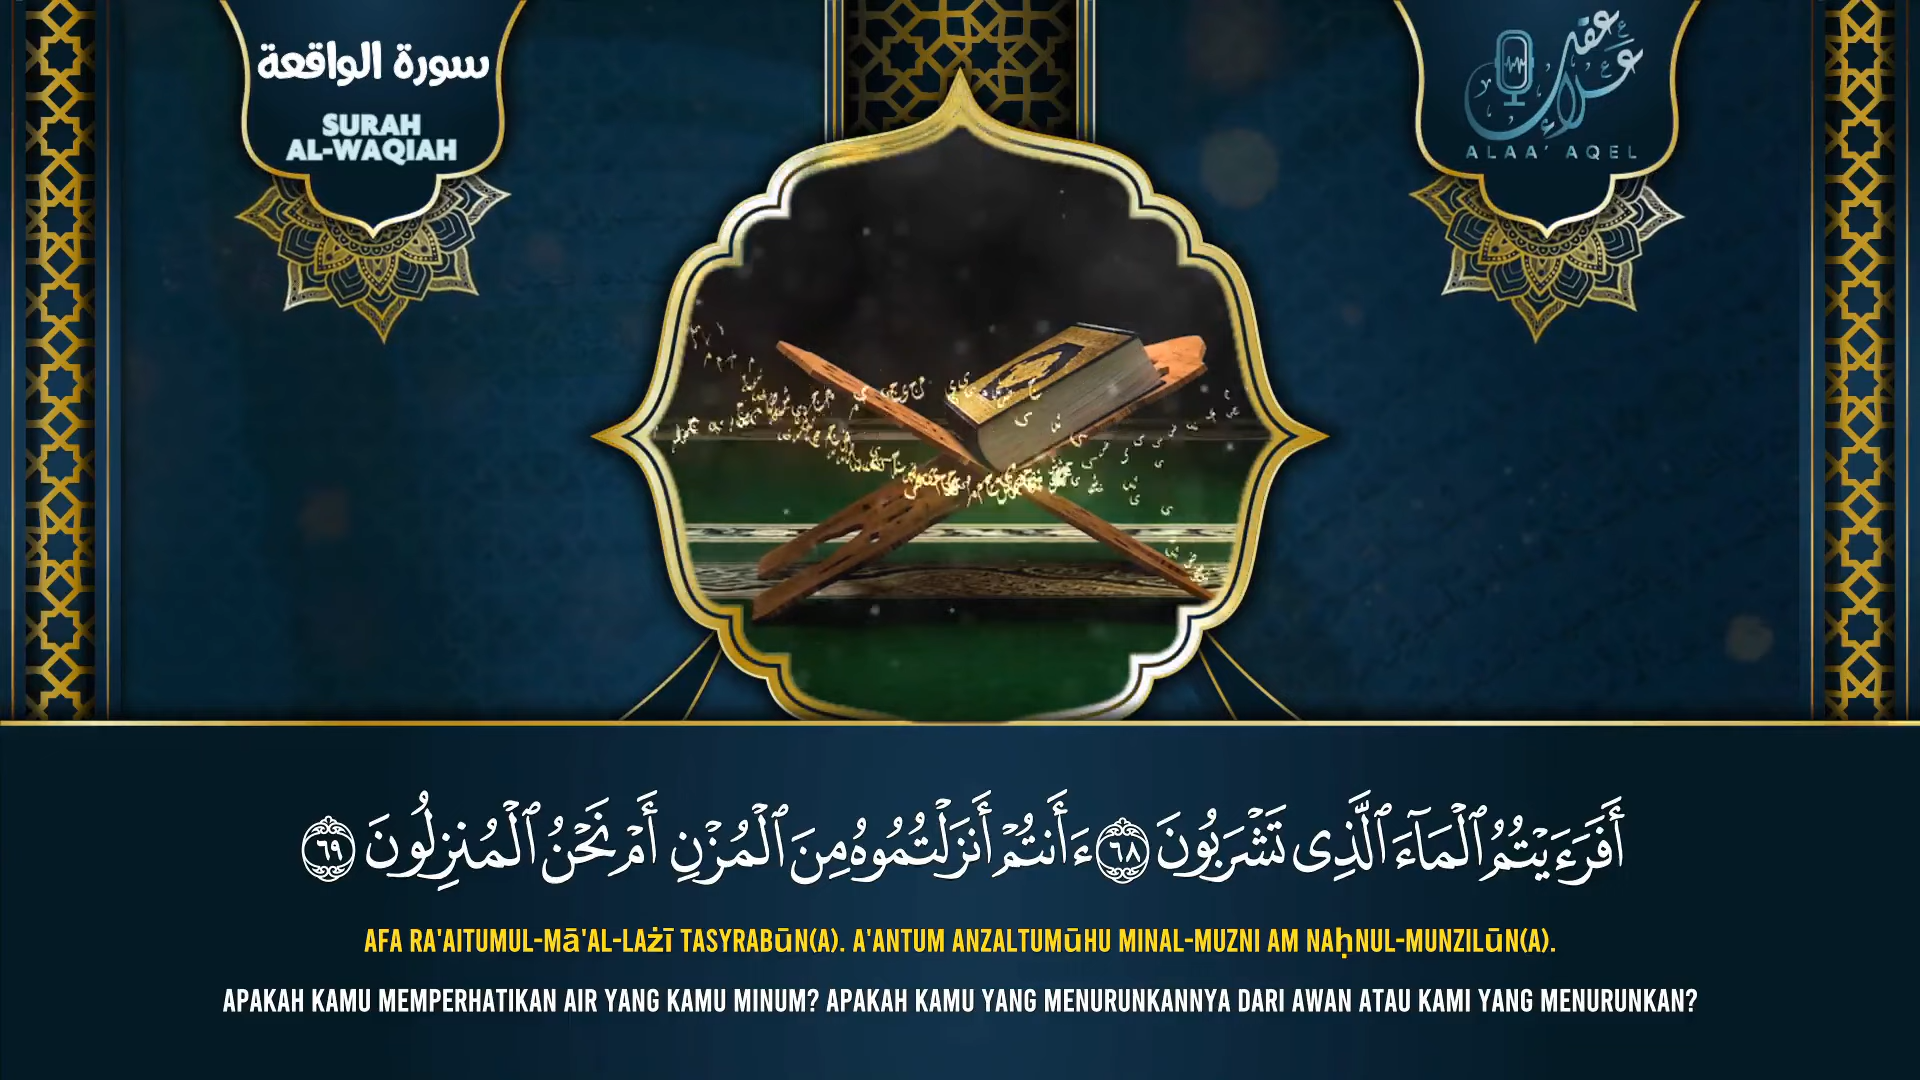 سورة الواقعة
SURAH
AL-WAQIAH
علاء عقل
ALAA' AQEL
أَفَرَءَيْتُمُ ٱلْمَآءَ ٱلَّذِى تَشْرَبُونَ ٦٨ ءَأَنتُمْ أَنزَلْتُمُوهُ مِنَ ٱلْمُزْنِ أَمْ نَحْنُ ٱلْمُنزِلُونَ ٦٩
AFA RA'AITUMUL-Mā'AL-LAżī TASYRABūN(A). A'ANTUM ANZALTUMūHU MINAL-MUZNI AM NAḥNUL-MUNZILūN(A).
APAKAH KAMU MEMPERHATIKAN AIR YANG KAMU MINUM? APAKAH KAMU YANG MENURUNKANNYA DARI AWAN ATAU KAMI YANG MENURUNKAN?